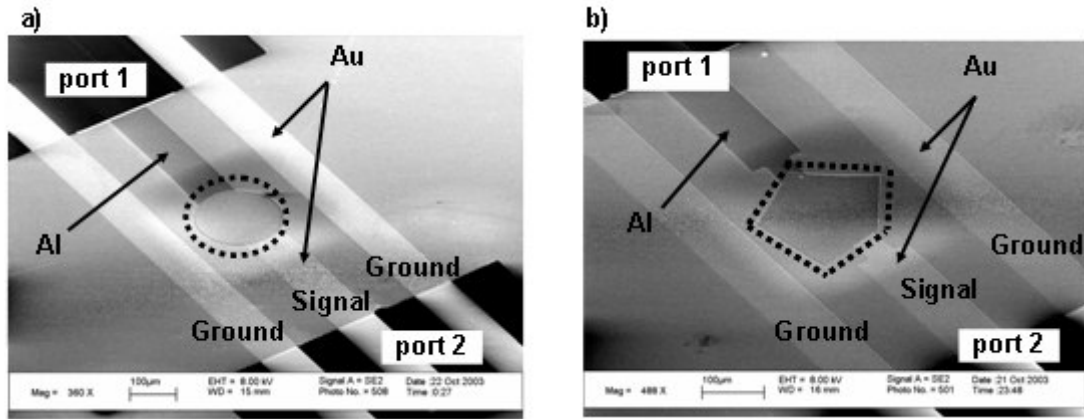 a)
port 1
Au
Al
Ground
Signal
Ground
port 2
Mag = 360 X
100µm
EHT = 8.00 kV
WD = 15 mm
Signal A = SE2
Photo No. = 508
Date :22 Oct 2003
Time :0:27
b)
port 1
Au
Al
Ground
Signal
Ground
port 2
Mag = 488 X
100µm
EHT = 8.00 kV
WD = 16 mm
Signal A = SE2
Photo No. = 501
Date :21 Oct 2003
Time :23:48